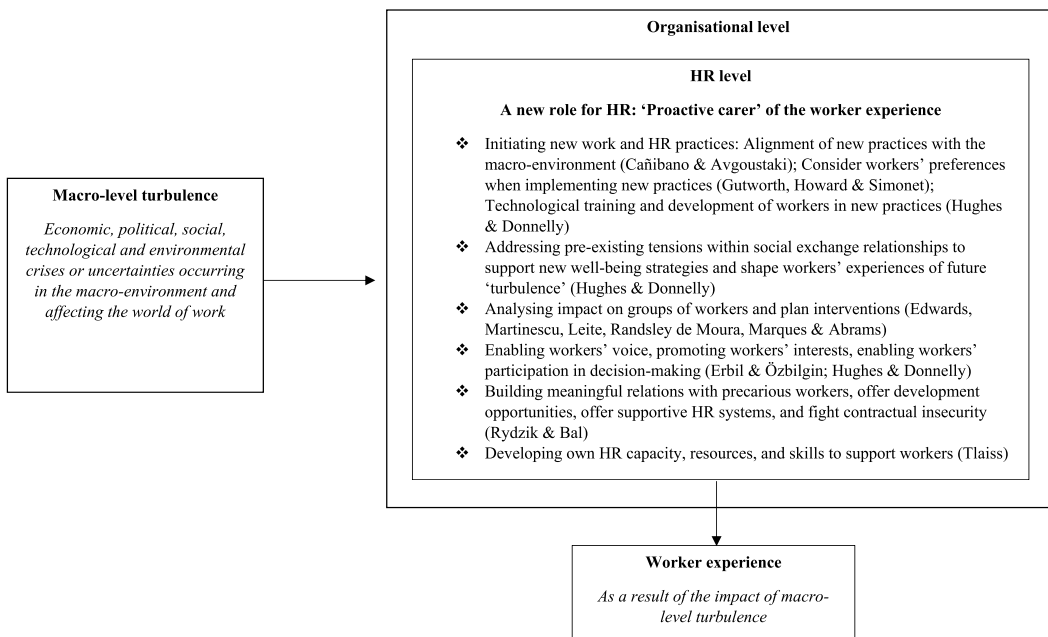 Organisational level
HR level
A new role for HR: ‘Proactive carer’ of the worker experience
❖ Initiating new work and HR practices: Alignment of new practices with the
macro-environment (Cañibano & Avgoustaki); Consider workers’ preferences
when implementing new practices (Gutworth, Howard & Simonet);
Technological training and development of workers in new practices (Hughes
& Donnelly)
❖ Addressing pre-existing tensions within social exchange relationships to
support new well-being strategies and shape workers’ experiences of future
‘turbulence’ (Hughes & Donnelly)
❖ Analysing impact on groups of workers and plan interventions (Edwards,
Martinescu, Leite, Randsley de Moura, Marques & Abrams)
❖ Enabling workers’ voice, promoting workers’ interests, enabling workers’
participation in decision-making (Erbil & Özbilgin; Hughes & Donnelly)
❖ Building meaningful relations with precarious workers, offer development
opportunities, offer supportive HR systems, and fight contractual insecurity
(Rydzik & Bal)
❖ Developing own HR capacity, resources, and skills to support workers (Tlaiss)
Macro-level turbulence
Economic, political, social,
technological and environmental
crises or uncertainties occurring
in the macro-environment and
affecting the world of work
Worker experience
As a result of the impact of macro-
level turbulence